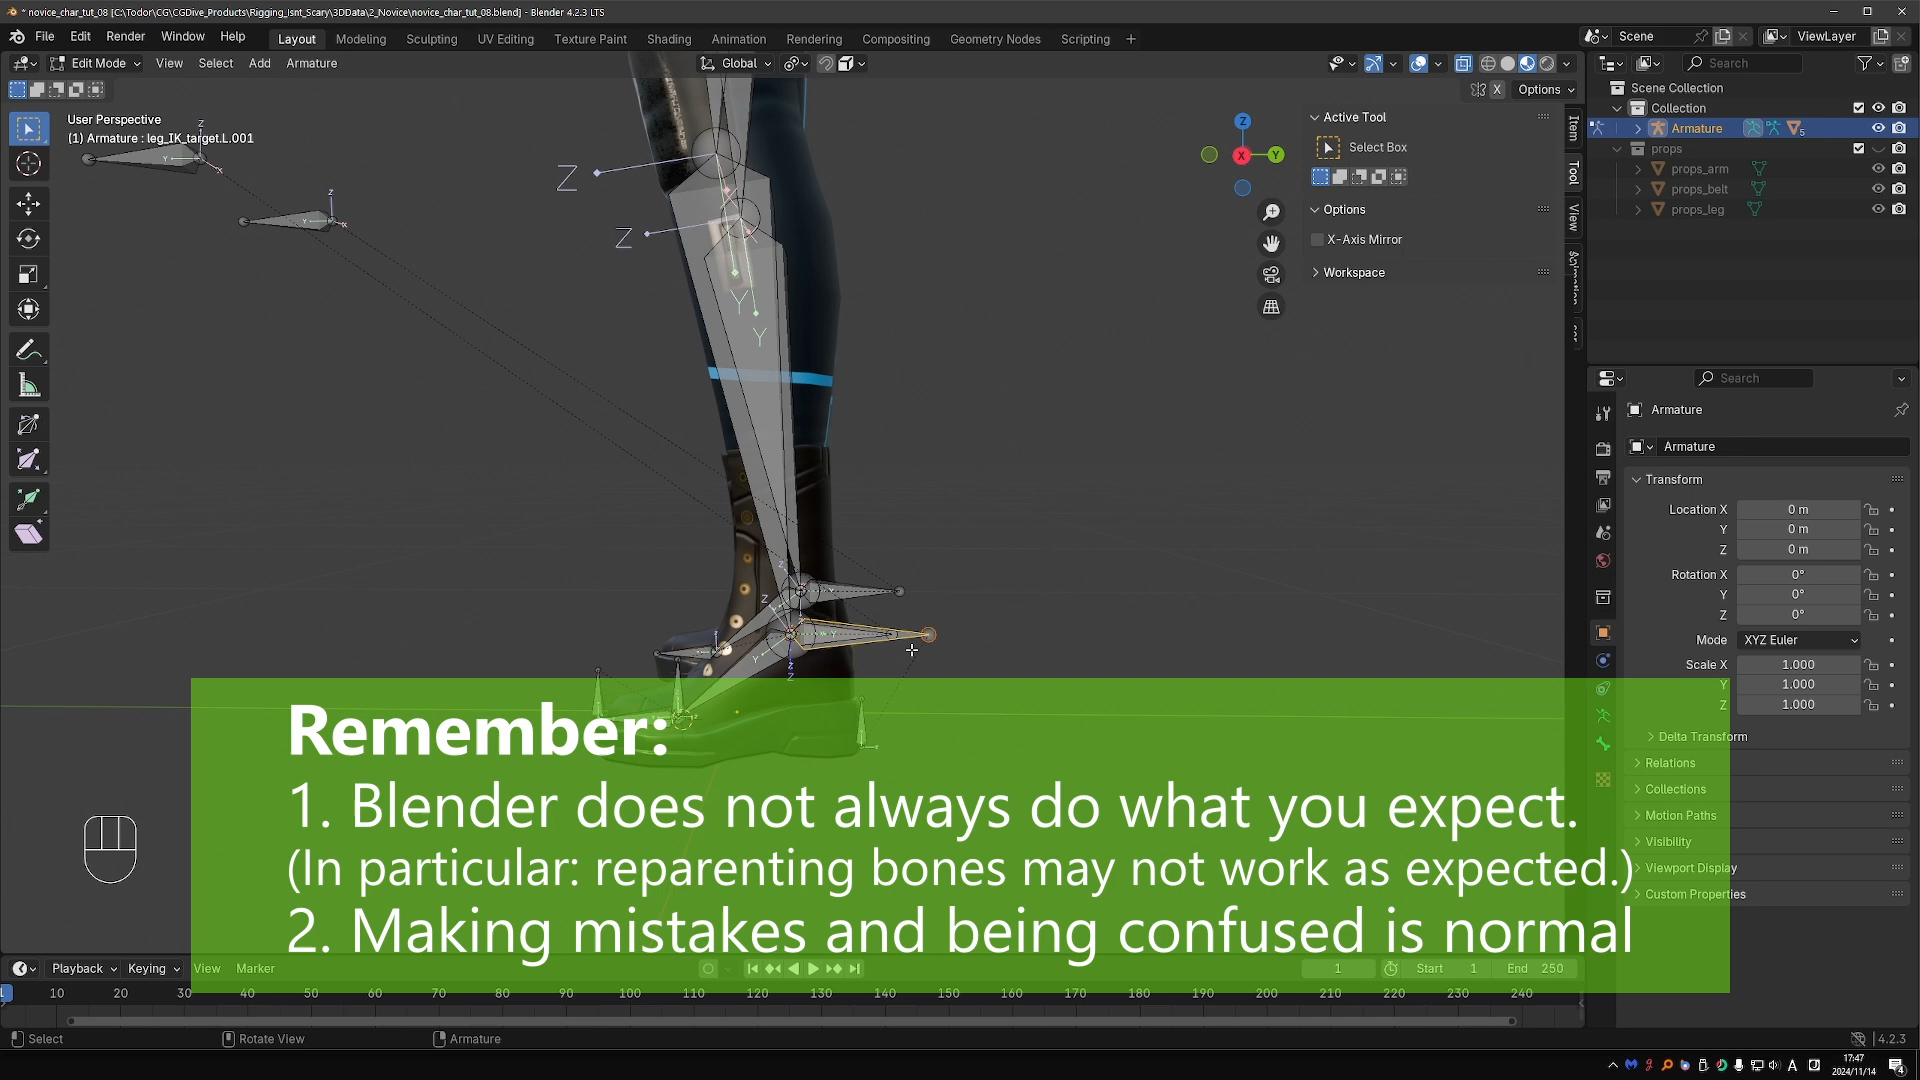 * novice_char_tut_08 [C:\Todor\CG\CGDive_Products\Rigging_Isnt_Scary\3DData\2_Novice\novice_char_tut_08.blend] - Blender 4.2.3 LTS
File Edit Render Window Help Layout Modeling Sculpting UV Editing Texture Paint Shading Animation Rendering Compositing Geometry Nodes Scripting + Scene ViewLayer
Edit Mode View Select Add Armature Global Search
X Options
Scene Collection
Collection
Armature 5
props
props_arm
props_belt
props_leg
User Perspective
(1) Armature : leg_IK_target.L.001
Active Tool
Select Box
Options
X-Axis Mirror
Workspace
Item
Tool
View
Animation
Z
Y
X
Z
Z
Y
Y
Search
Armature
Armature
Transform
Location X 0 m
Y 0 m
Z 0 m
Rotation X 0°
Y 0°
Z 0°
Mode XYZ Euler
Scale X 1.000
Y 1.000
Z 1.000
Delta Transform
Relations
Collections
Motion Paths
Visibility
Viewport Display
Custom Properties
Remember:
1. Blender does not always do what you expect.
(In particular: reparenting bones may not work as expected.)
2. Making mistakes and being confused is normal
Playback Keying View Marker 1 Start 1 End 250
1 10 20 30 40 50 60 70 80 90 100 110 120 130 140 150 160 170 180 190 200 210 220 230 240
Select Rotate View Armature 4.2.3
A 17:47
2024/11/14 4